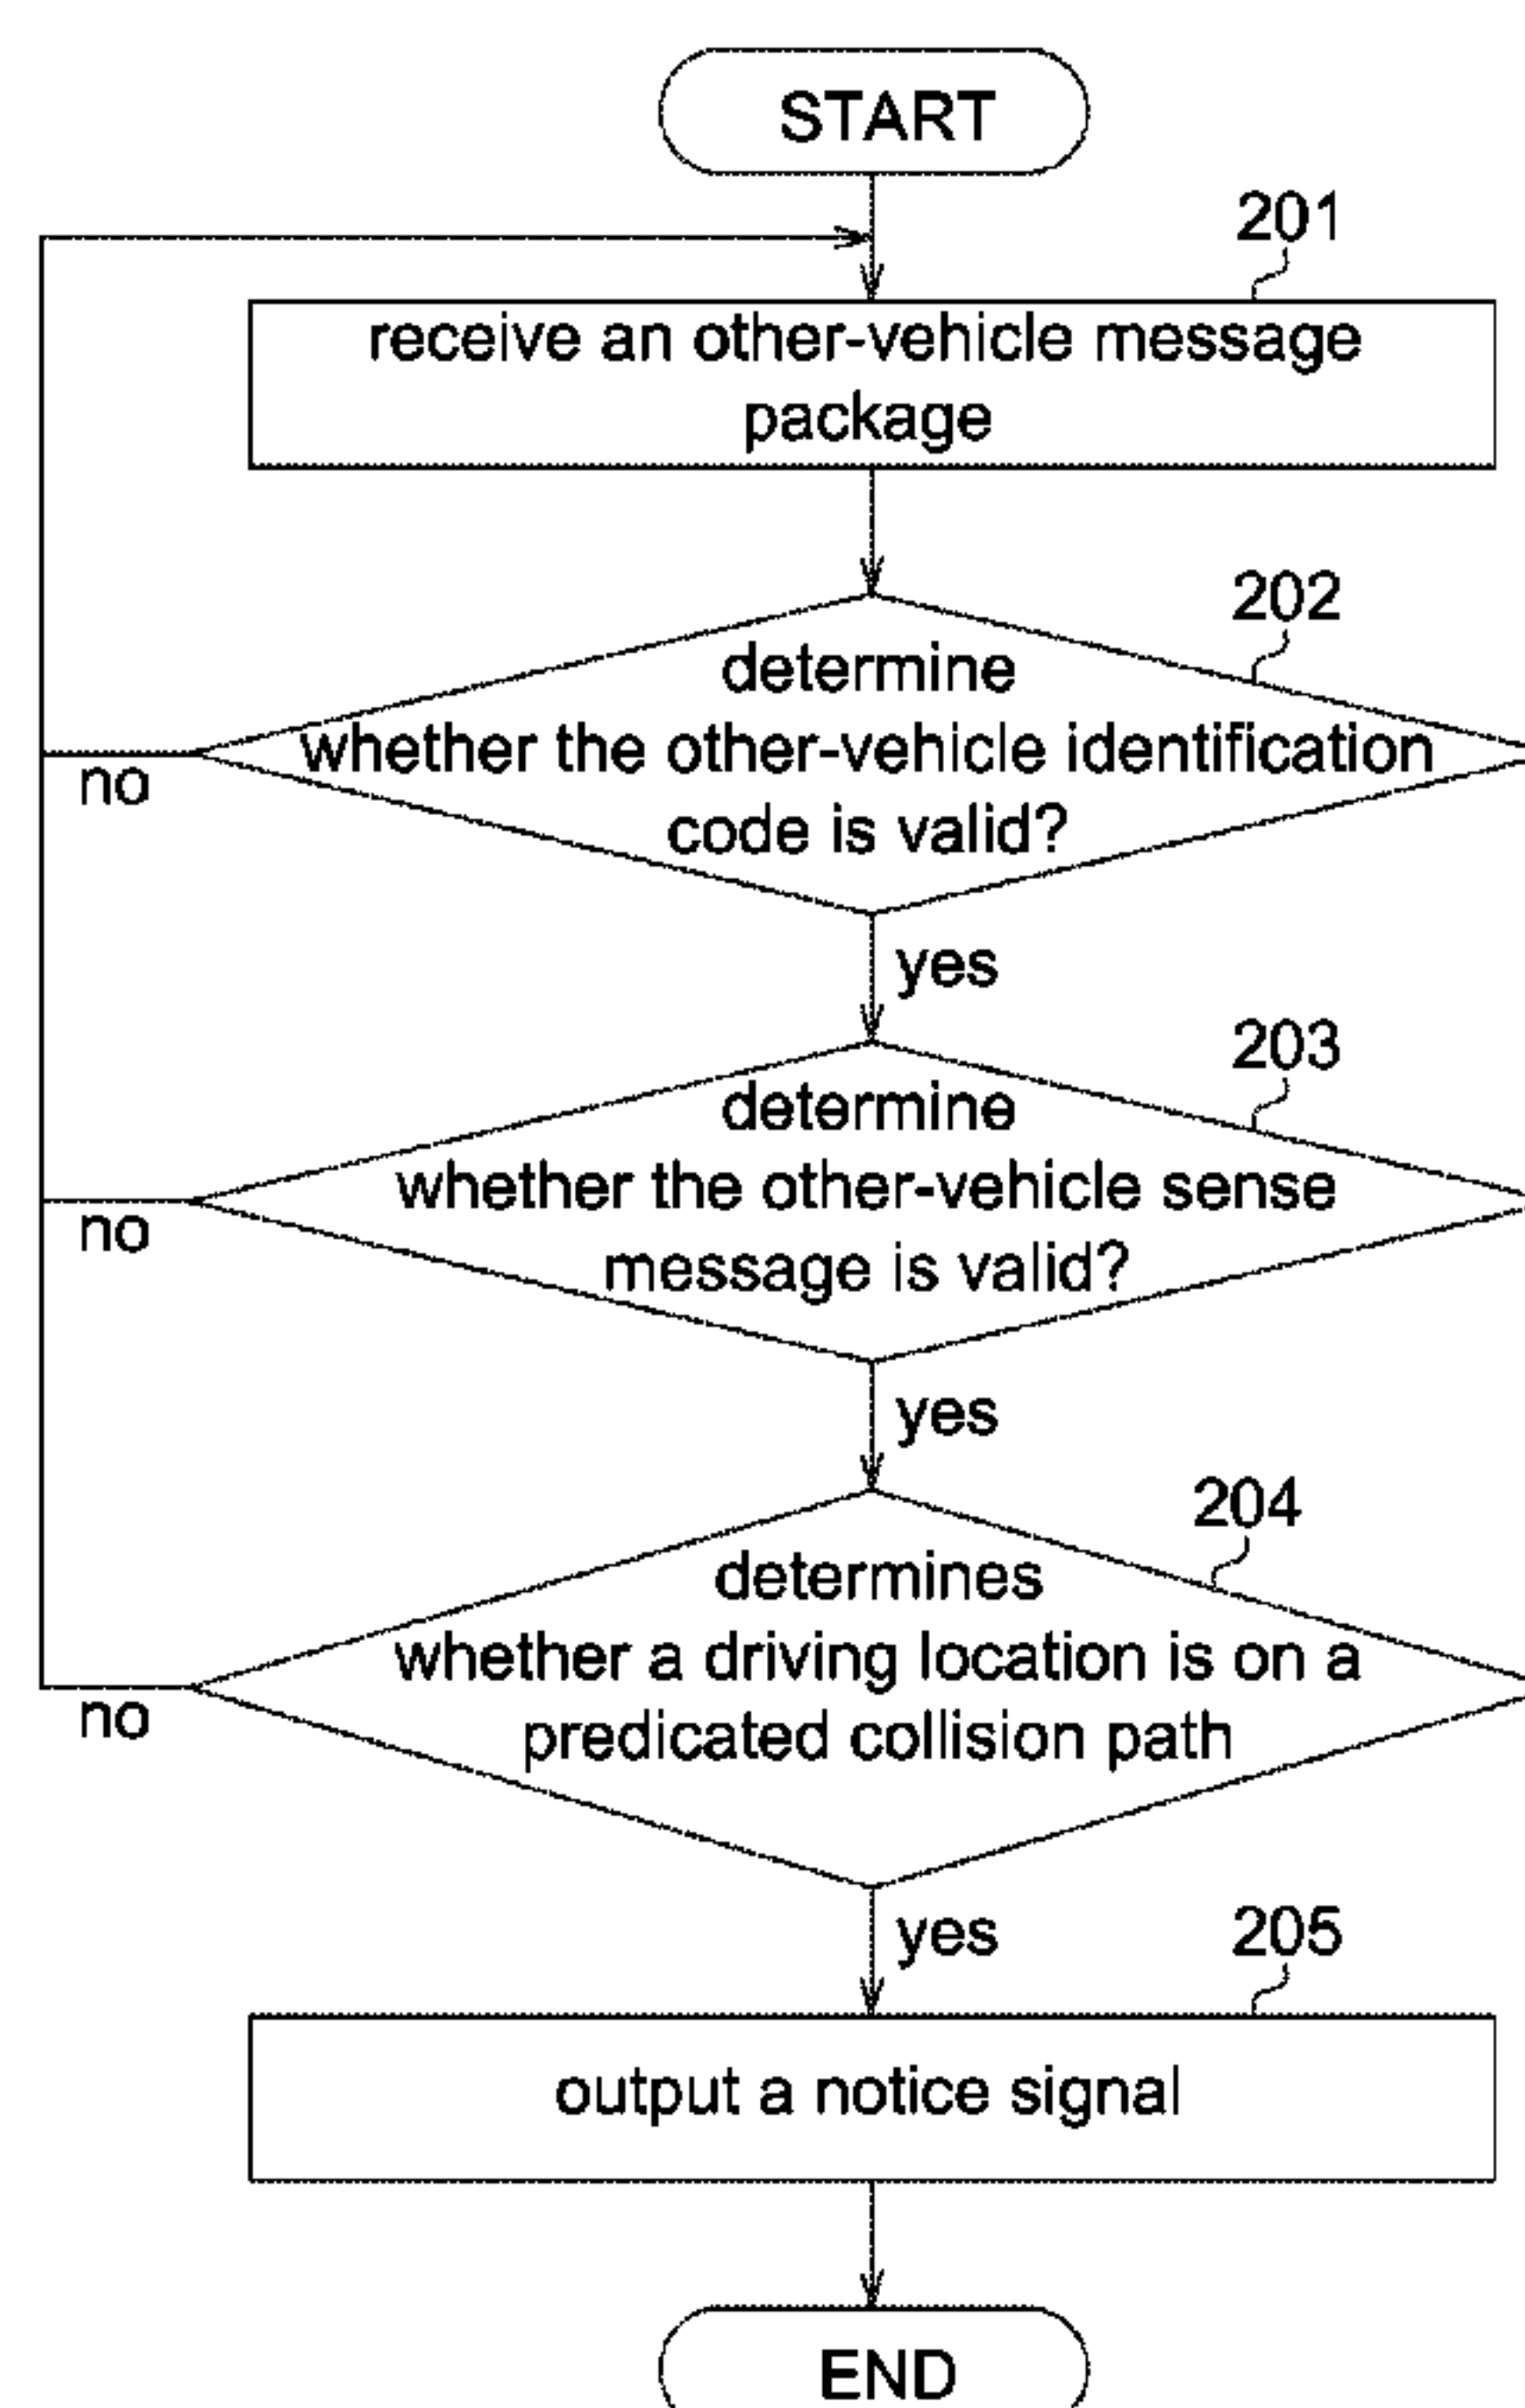 START
201
receive an other-vehicle message
package
202
determine
whether the other-vehicle identification
code is valid?
no
yes
203
determine
whether the other-vehicle sense
message is valid?
no
yes
204
determines
whether a driving location is on a
predicated collision path
no
yes
205
output a notice signal
END